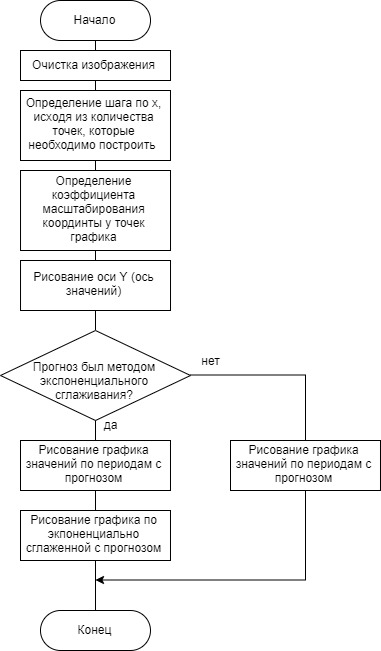 Начало
Очистка изображения
Определение шага по x,
исходя из количества
точек, которые
необходимо построить
Определение
коэффициента
масштабирования
координты y точек
графика
Рисование оси Y (ось
значений)
Прогноз был методом
экспоненциального
сглаживания?
нет
да
Рисование графика
значений по периодам с
прогнозом
Рисование графика
значений по периодам с
прогнозом
Рисование графика по
экпоненциально
сглаженной с прогнозом
Конец